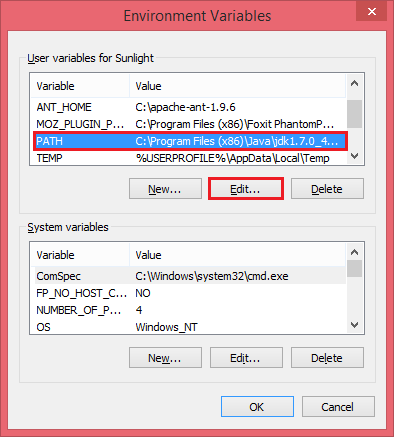 Environment Variables
User variables for Sunlight
Variable Value
ANT_HOME C:\apache-ant-1.9.6
MOZ_PLUGIN_P... C:\Program Files (x86)\Foxit PhantomP...
PATH C:\Program Files (x86)\Java\jdk1.7.0_4...
TEMP %USERPROFILE%\AppData\Local\Temp
New... Edit... Delete
System variables
Variable Value
ComSpec C:\Windows\system32\cmd.exe
FP_NO_HOST_C... NO
NUMBER_OF_P... 4
OS Windows_NT
New... Edit... Delete
OK Cancel